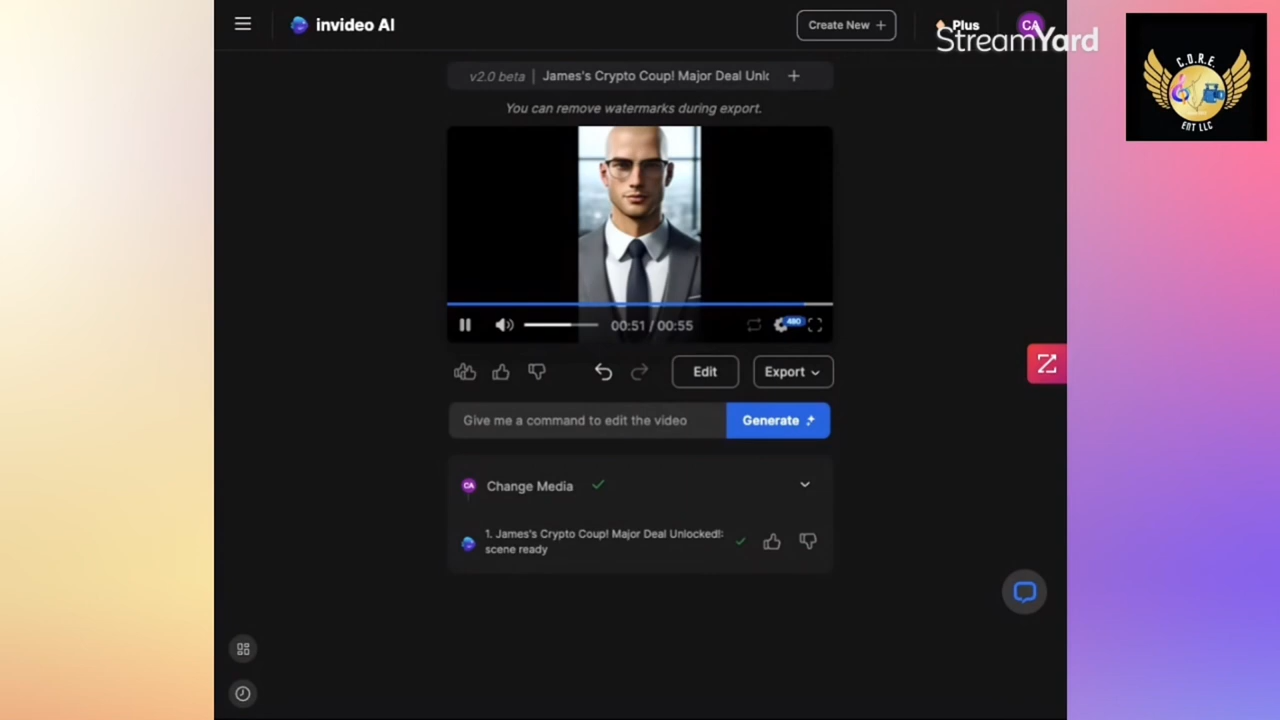 invideo AI
Create New +
Plus
CA
StreamYard
C.O.R.E.
ENT LLC
v2.0 beta | James's Crypto Coup! Major Deal Unlo
You can remove watermarks during export.
00:51 / 00:55
480
Edit
Export
Give me a command to edit the video
Generate
CA
Change Media
1. James's Crypto Coup! Major Deal Unlocked!:
scene ready